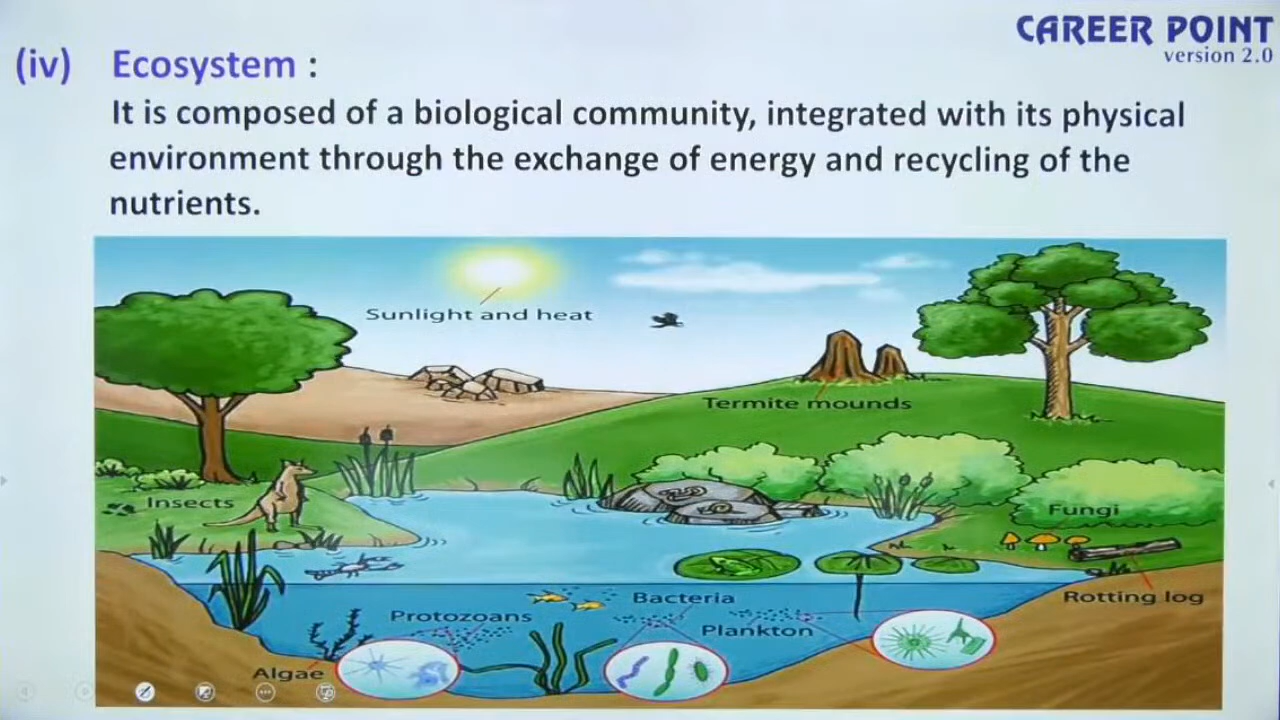 CAREER POINT
version 2.0
(iv) Ecosystem :
It is composed of a biological community, integrated with its physical
environment through the exchange of energy and recycling of the
nutrients.
Sunlight and heat
Termite mounds
Insects
Fungi
Rotting log
Bacteria
Protozoans
Plankton
Algae